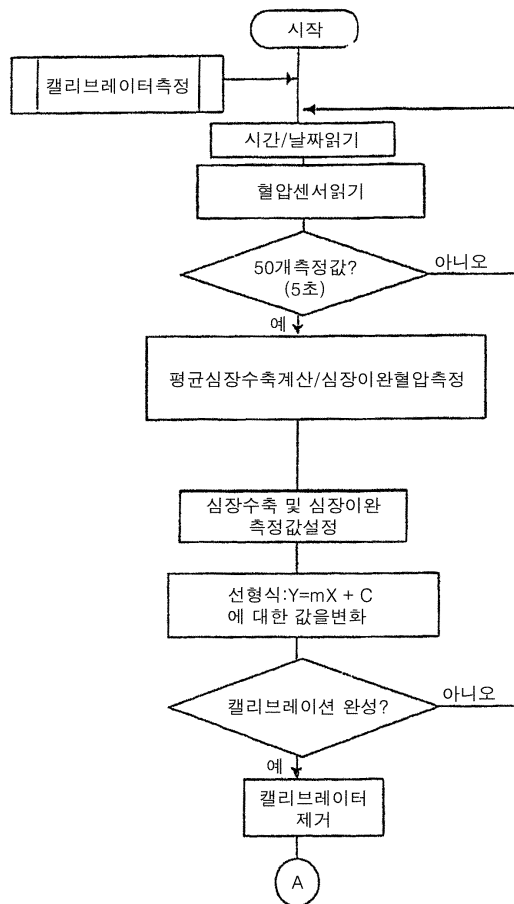 시작
캘리브레이터측정
시간/날짜읽기
혈압센서읽기
50개측정값?
(5초)
아니오
예
평균심장수축계산/심장이완혈압측정
심장수축 및 심장이완
측정값설정
선형식:Y=mX + C
에 대한 값을변화
캘리브레이션 완성?
아니오
예
캘리브레이터
제거
A